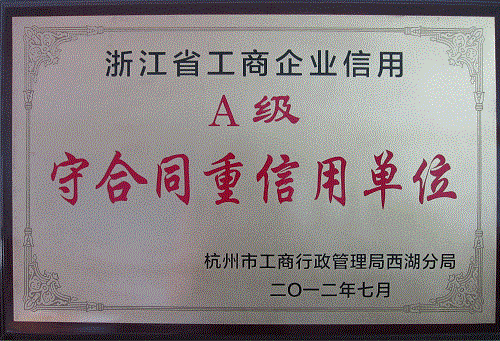 浙江省工商企业信用
A级
守合同重信用单位
杭州市工商行政管理局西湖分局
二〇一二年七月